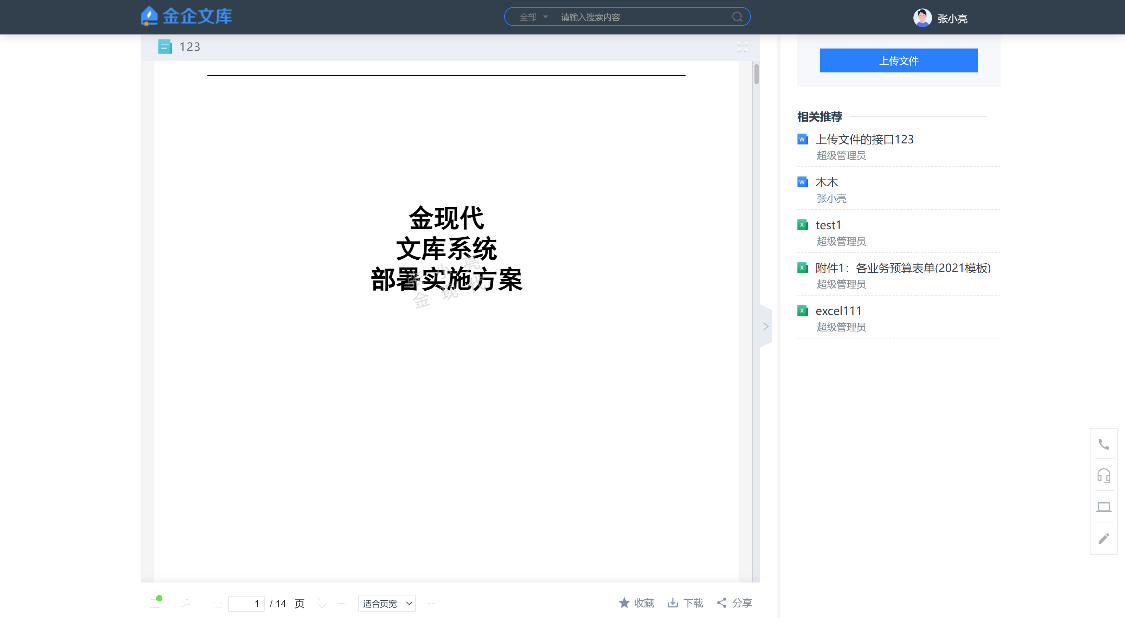 金企文库
全部
请输入搜索内容
张小亮
123
上传文件
金现代
文库系统
部署实施方案
相关推荐
上传文件的接口123
超级管理员
木木
张小亮
test1
超级管理员
附件1：各业务预算表单(2021模板)
超级管理员
excel111
超级管理员
1 / 14 页
适合页宽
收藏
下载
分享